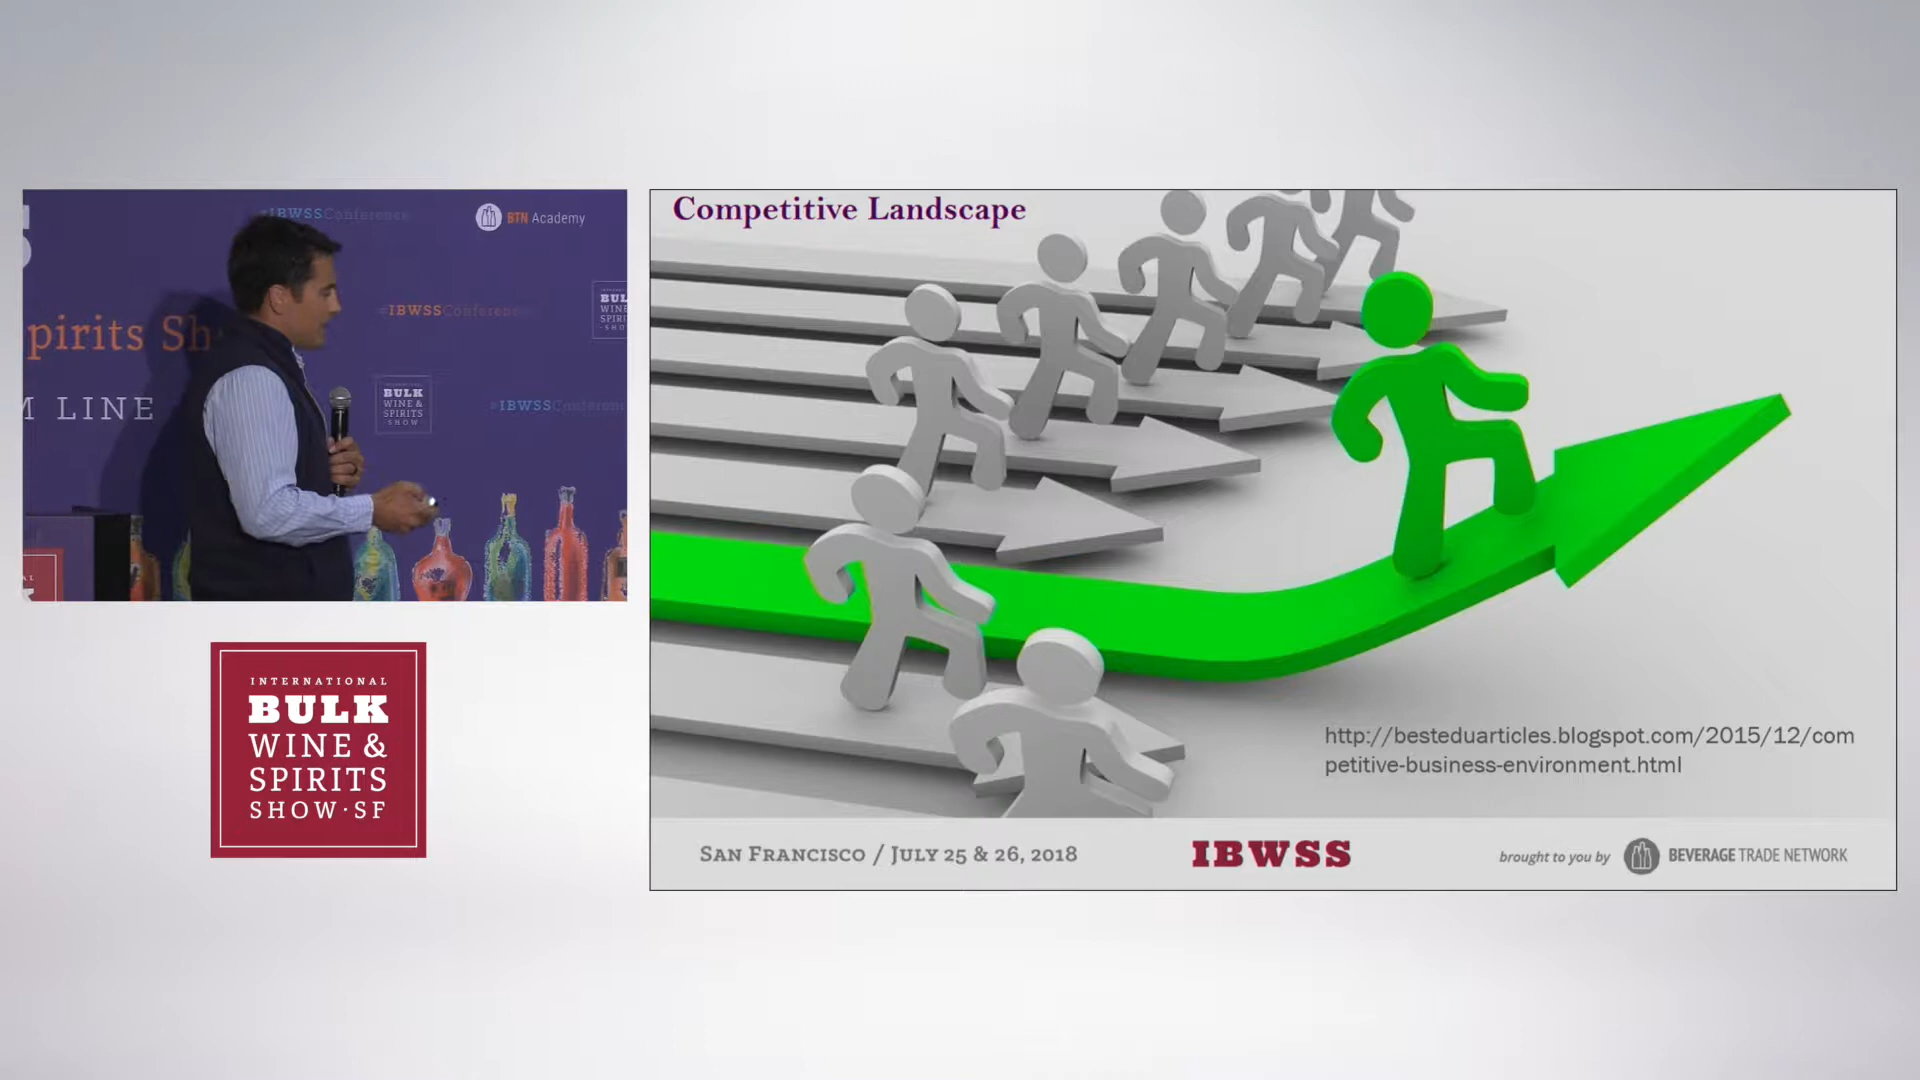 #IBWSSConference
BTN Academy
#IBWSSConference
BULK
pirits Sh
M LINE
BULK
WINE &
SPIRITS
SHOW
#IBWSSConferen
INTERNATIONAL
BULK
WINE &
SPIRITS
SHOW·SF
Competitive Landscape
http://besteduarticles.blogspot.com/2015/12/com
petitive-business-environment.html
SAN FRANCISCO / JULY 25 & 26, 2018
IBWSS
brought to you by
BEVERAGE TRADE NETWORK